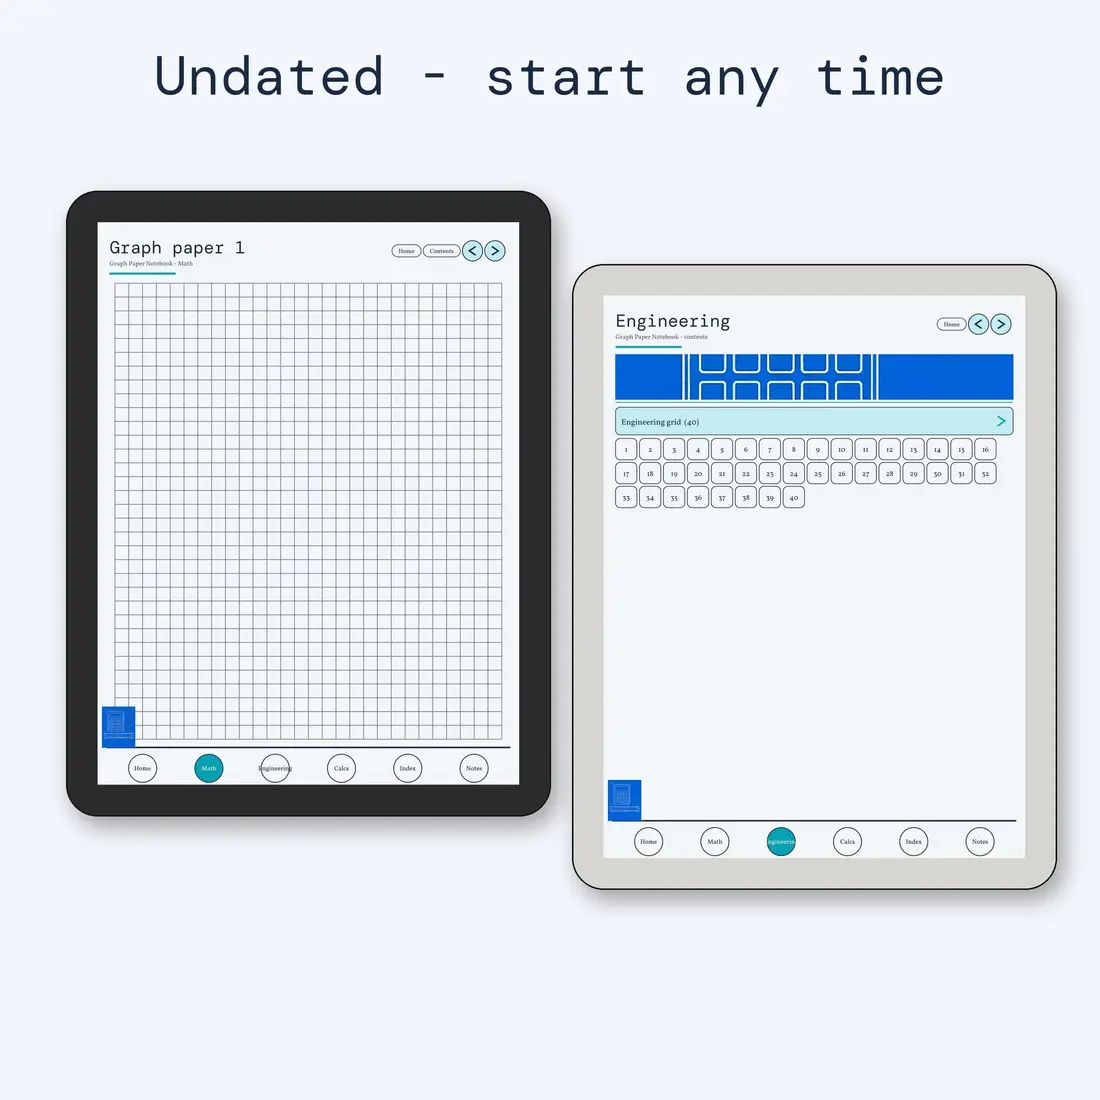 Undated - start any time
Graph paper 1
Graph Paper Notebook - Math
Home
Contents
<
>
Home
Math
Engineering
Calcs
Index
Notes
Engineering
Graph Paper Notebook - contents
Home
<
>
Engineering grid (40)
>
1 2 3 4 5 6 7 8 9 10 11 12 13 14 15 16
17 18 19 20 21 22 23 24 25 26 27 28 29 30 31 32
33 34 35 36 37 38 39 40
Home
Math
Engineering
Calcs
Index
Notes